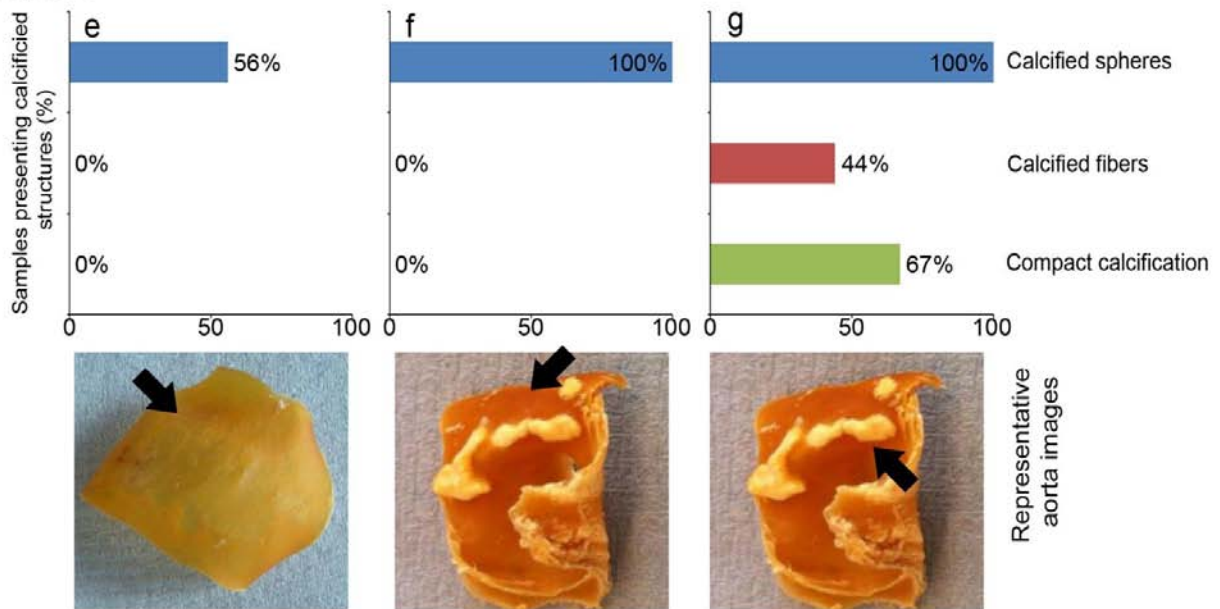 Samples presenting calcificied
structures (%)
e
56%
0%
0%
0
50
100
f
100%
0%
0%
0
50
100
g
100%
44%
67%
0
50
100
Calcified spheres
Calcified fibers
Compact calcification
Representative
aorta images